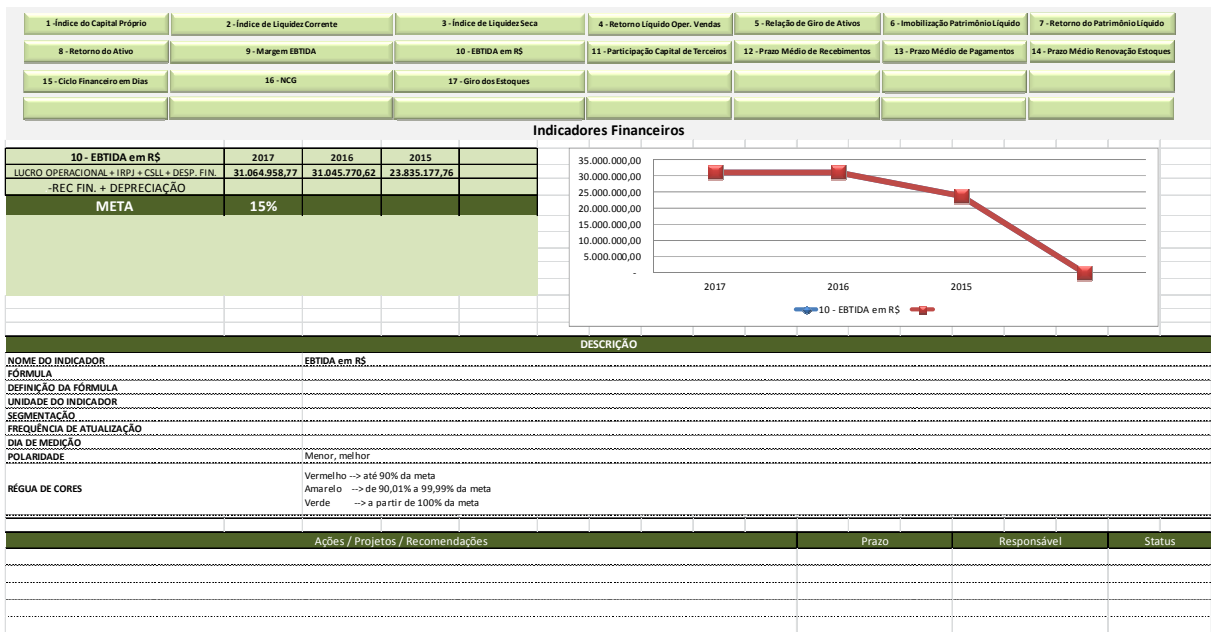 1 -Índice do Capital Próprio
2 - Índice de Liquidez Corrente
3 - Índice de Liquidez Seca
4 - Retorno Líquido Oper. Vendas
5 - Relação de Giro de Ativos
6 - Imobilização Patrimônio Líquido
7 - Retorno do Patrimônio Líquido
8 - Retorno do Ativo
9 - Margem EBTIDA
10 - EBTIDA em R$
11 - Participação Capital de Terceiros
12 - Prazo Médio de Recebimentos
13 - Prazo Médio de Pagamentos
14 - Prazo Médio Renovação Estoques
15 - Ciclo Financeiro em Dias
16 - NCG
17 - Giro dos Estoques
Indicadores Financeiros
10 - EBTIDA em R$ 2017 2016 2015
LUCRO OPERACIONAL + IRPJ + CSLL + DESP. FIN. 31.064.958,77 31.045.770,62 23.835.177,76
-REC FIN. + DEPRECIAÇÃO
META 15%
35.000.000,00
30.000.000,00
25.000.000,00
20.000.000,00
15.000.000,00
10.000.000,00
5.000.000,00
-
2017 2016 2015
10 - EBTIDA em R$
DESCRIÇÃO
NOME DO INDICADOR EBTIDA em R$
FÓRMULA
DEFINIÇÃO DA FÓRMULA
UNIDADE DO INDICADOR
SEGMENTAÇÃO
FREQUÊNCIA DE ATUALIZAÇÃO
DIA DE MEDIÇÃO
POLARIDADE Menor, melhor
RÉGUA DE CORES
Vermelho --> até 90% da meta
Amarelo --> de 90,01% a 99,99% da meta
Verde --> a partir de 100% da meta
Ações / Projetos / Recomendações Prazo Responsável Status